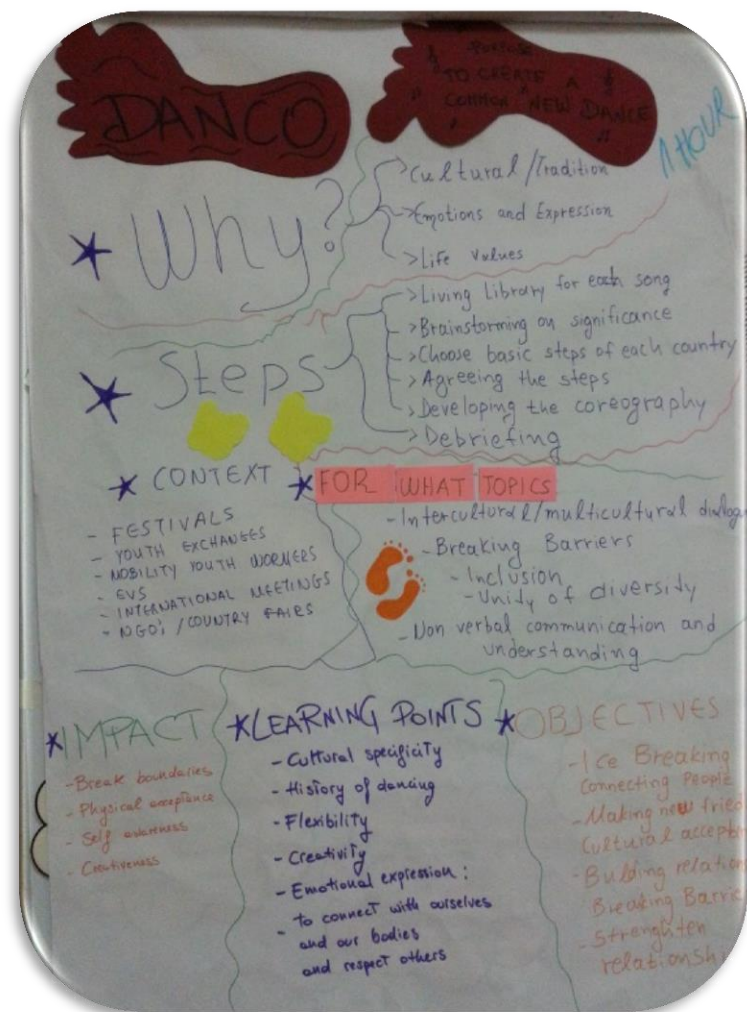 DANCO
PURPOSE
TO CREATE A
COMMON NEW DANCE
1 HOUR
Why?
>Cultural/Tradition
>Emotions and Expression
>Life Values
Steps
>Living Library for each song
>Brainstorming on significance
>Choose basic steps of each country
>Agreeing the steps
>Developing the coreography
>Debriefing
CONTEXT
- FESTIVALS
- YOUTH EXCHANGES
- MOBILITY YOUTH WORKERS
- EVS
- INTERNATIONAL MEETINGS
- NGO's / COUNTRY FAIRS
FOR WHAT TOPICS
- Intercultural/multicultural dialogu
- Breaking Barriers
- Inclusion
- Unity of diversity
- Non verbal communication and
understanding
IMPACT
- Break boundaries
- Physical acceptance
- Self awareness
- Creativeness
LEARNING POINTS
- Cultural specificity
- History of dancing
- Flexibility
- Creativity
- Emotional expression:
- to connect with ourselves
and our bodies
and respect others
OBJECTIVES
- Ice Breaking
Connecting People
- Making new frie
Cultural accept
- Bulding relation
Breaking Barrie
- Strenghten
relationshi